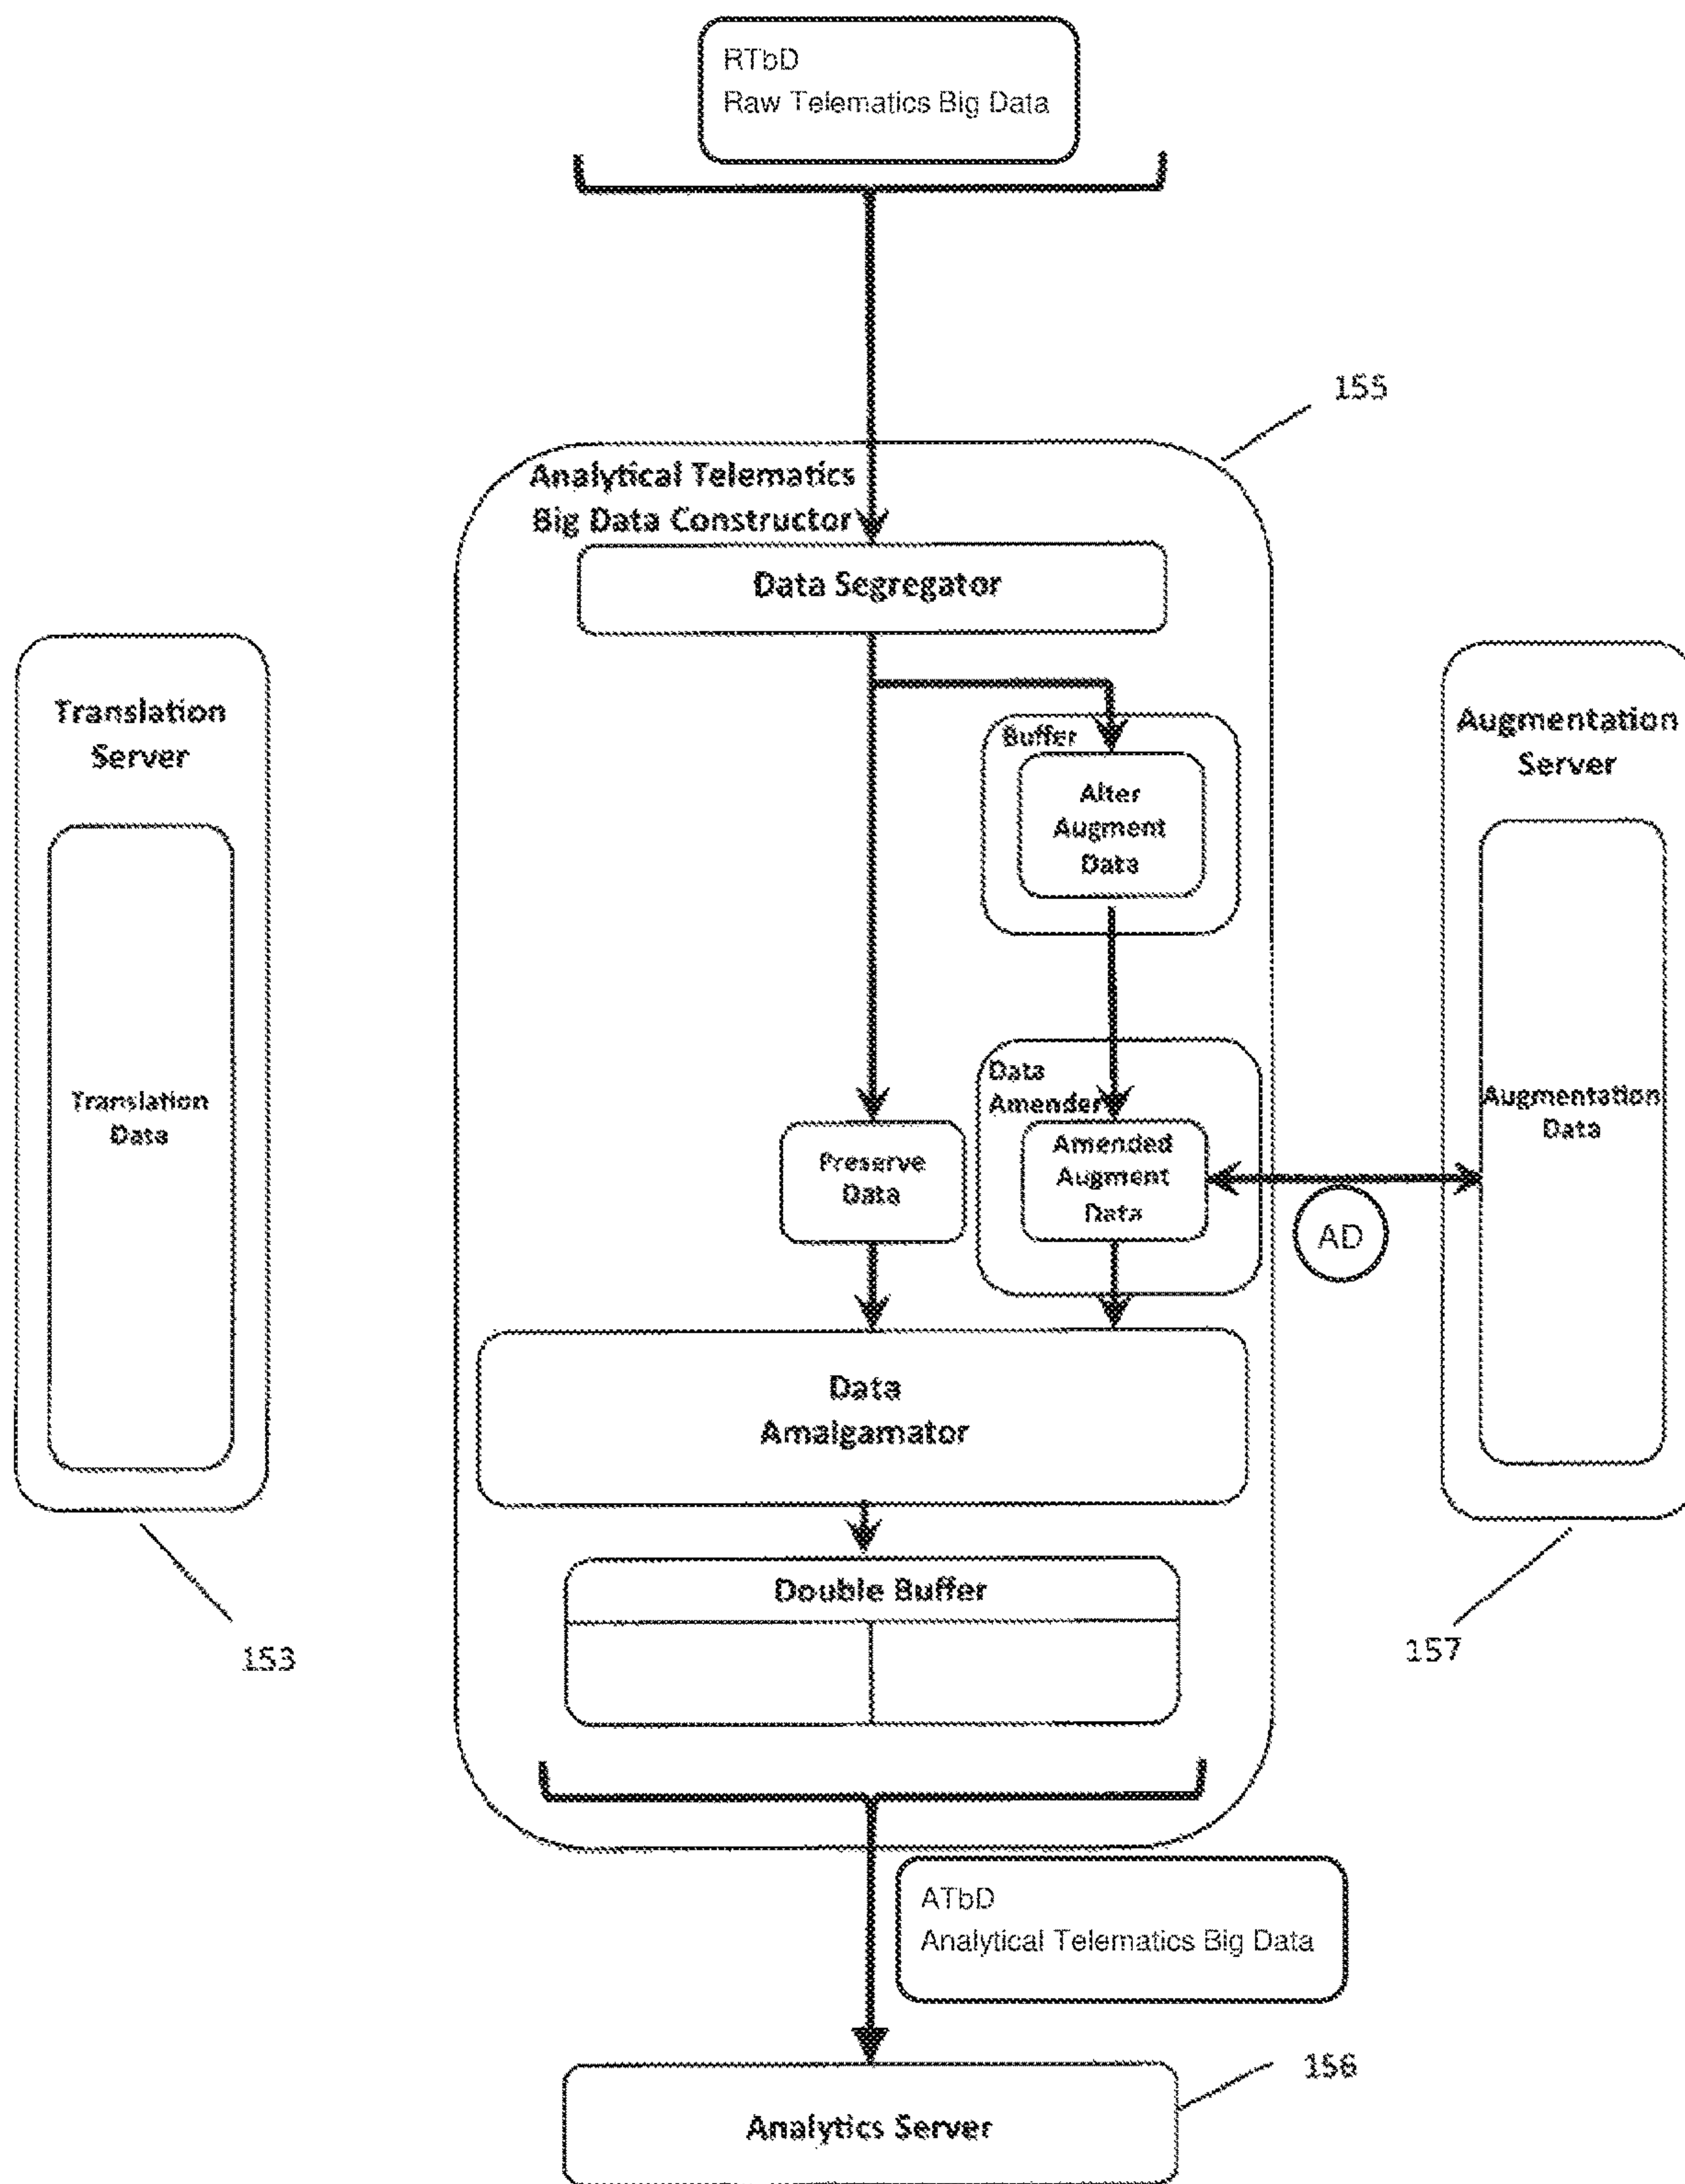 RTbD
Raw Telematics Big Data
155
Analytical Telematics
Big Data Constructor
Data Segregator
Translation
Server
Buffer
Augmentation
Server
Alter
Augment
Data
Translation
Data
Data
Amender
Preserve
Data
Amended
Augment
Data
AD
Augmentation
Data
Data
Amalgamator
Double Buffer
153
157
ATbD
Analytical Telematics Big Data
156
Analytics Server